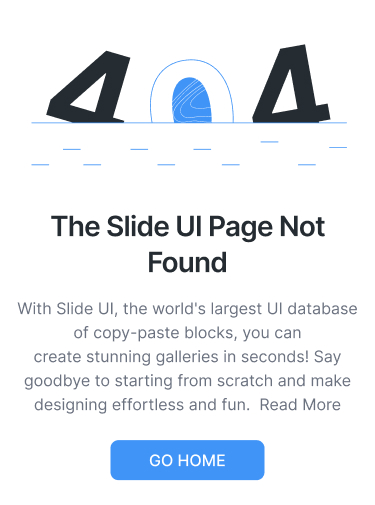 404
The Slide UI Page Not
Found
With Slide UI, the world's largest UI database
of copy-paste blocks, you can
create stunning galleries in seconds! Say
goodbye to starting from scratch and make
designing effortless and fun.  Read More
GO HOME